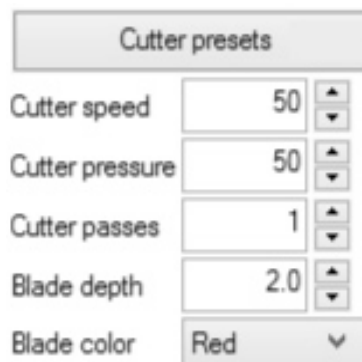 Cutter presets
Cutter speed 50
Cutter pressure 50
Cutter passes 1
Blade depth 2.0
Blade color Red